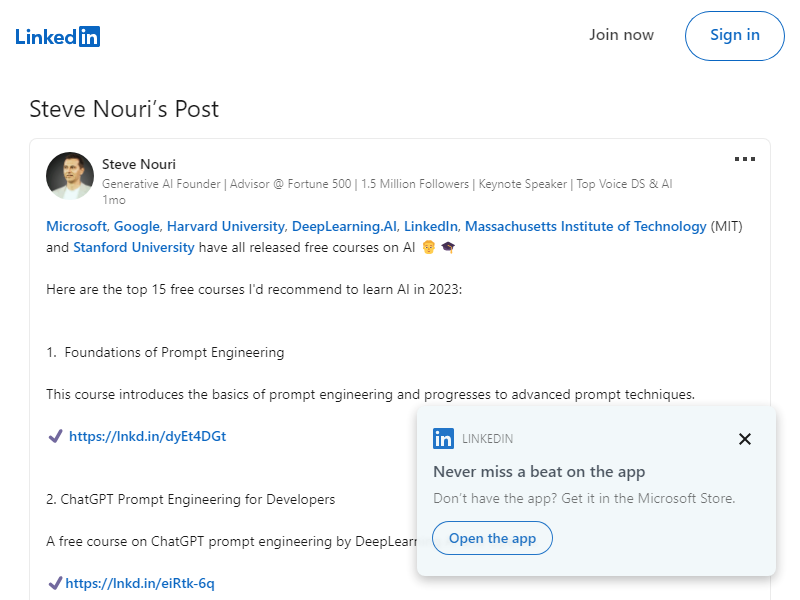 LinkedIn
Join now
Sign in
Steve Nouri's Post
Steve Nouri
Generative AI Founder | Advisor @ Fortune 500 | 1.5 Million Followers | Keynote Speaker | Top Voice DS & AI
1mo
Microsoft, Google, Harvard University, DeepLearning.AI, LinkedIn, Massachusetts Institute of Technology (MIT)
and Stanford University have all released free courses on AI
Here are the top 15 free courses I'd recommend to learn AI in 2023:
1. Foundations of Prompt Engineering
This course introduces the basics of prompt engineering and progresses to advanced prompt techniques.
✔ https://lnkd.in/dyEt4DGt
2. ChatGPT Prompt Engineering for Developers
A free course on ChatGPT prompt engineering by
✔https://lnkd.in/eiRtk-6q
in LINKEDIN
Never miss a beat on the app
Don't have the app? Get it in the Microsoft Store.
Open the app